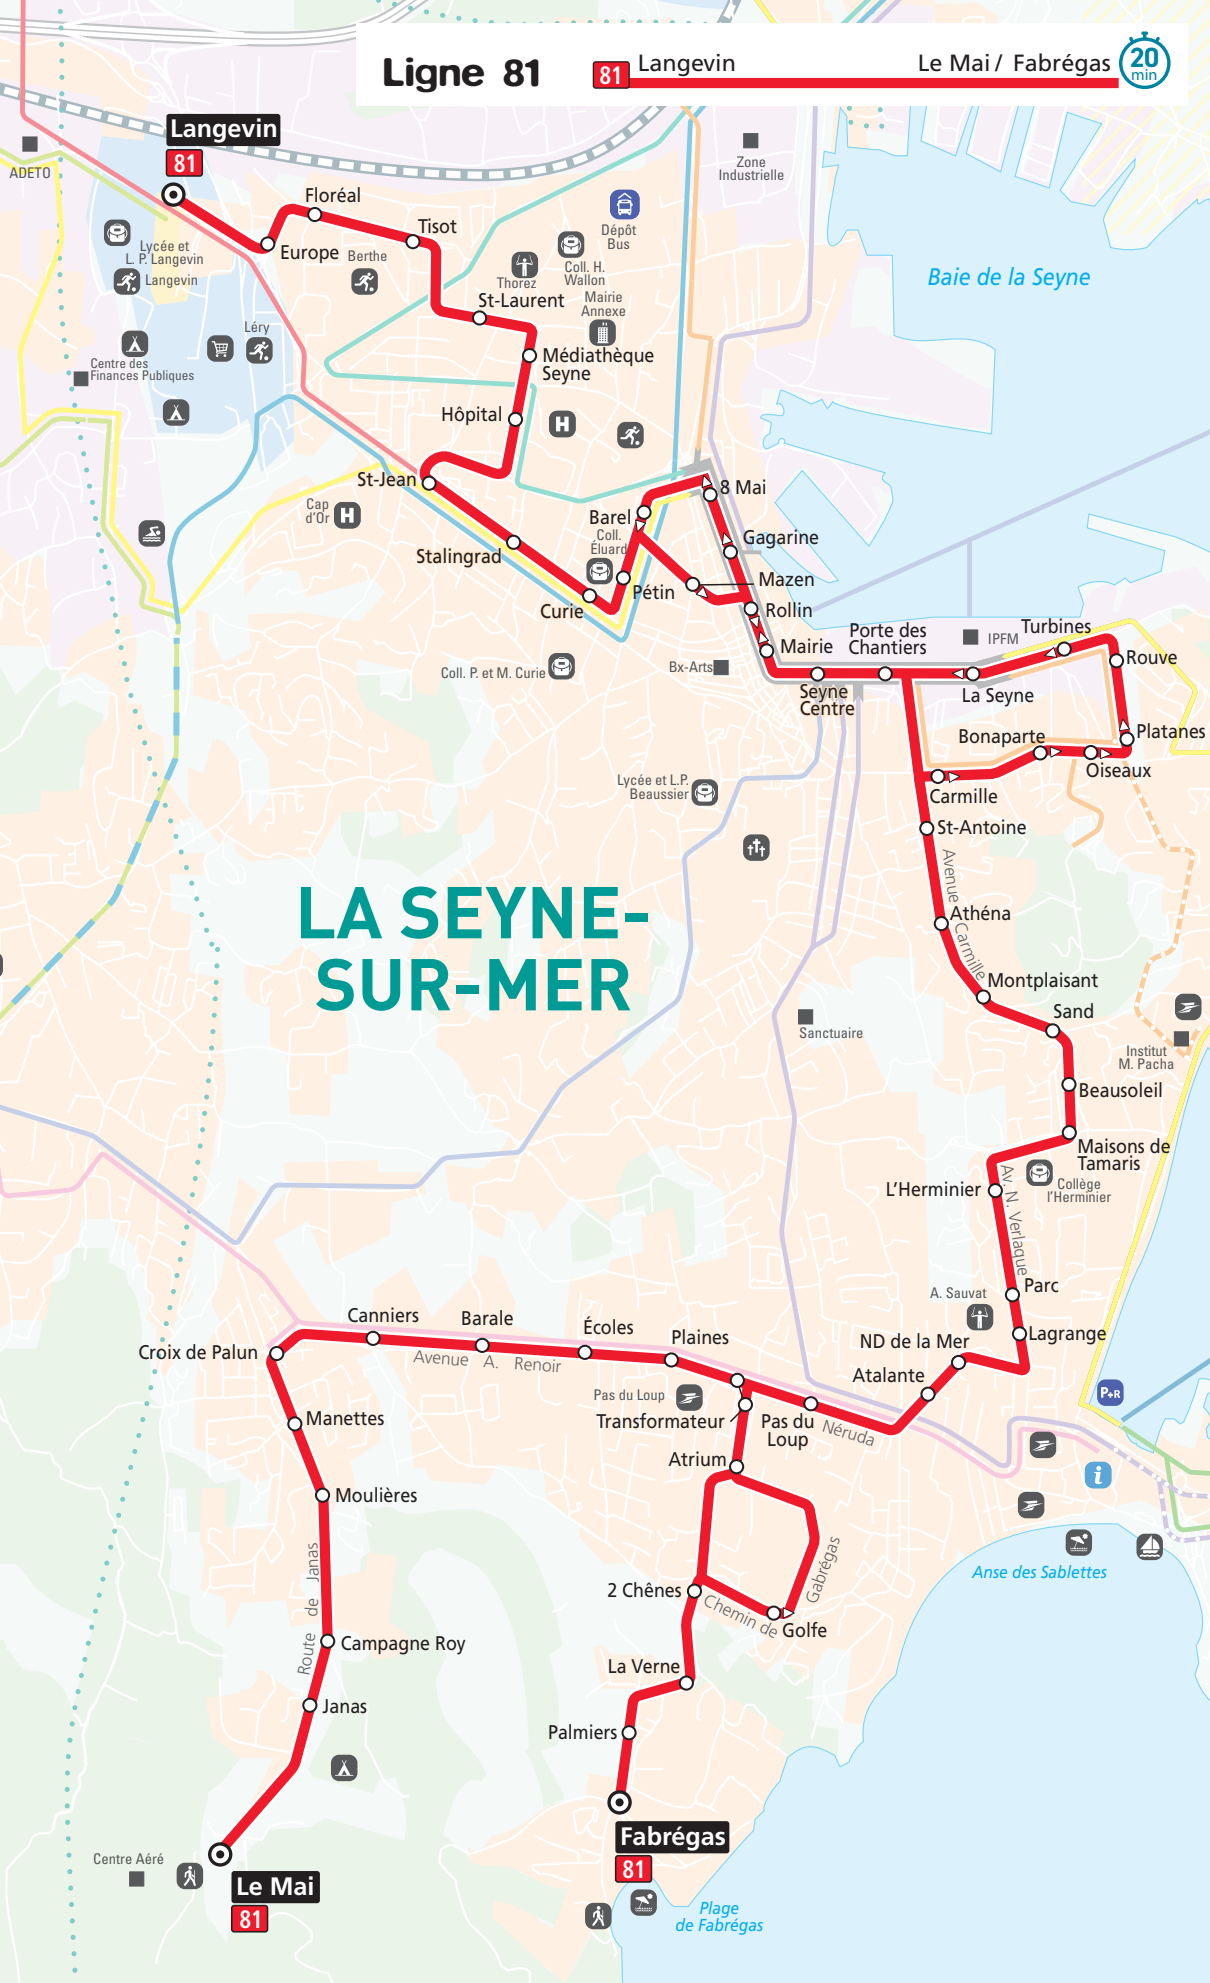 Ligne 81
81 Langevin
Le Mai / Fabrégas
20
min
Langevin
81
ADETO
Zone
Industrielle
Floréal
Tisot
Europe
Berthe
Lycée et
L. P. Langevin
Langevin
Dépôt
Bus
Coll. H.
Wallon
Thorez
Mairie
Annexe
St-Laurent
Baie de la Seyne
Léry
Centre des
Finances Publiques
Médiathèque
Seyne
Hôpital
H
St-Jean
Cap
d'Or
H
8 Mai
Barel
Coll.
Éluard
Gagarine
Stalingrad
Mazen
Pétin
Curie
Rollin
Mairie
Porte des
Chantiers
IPFM
Turbines
Rouve
Coll. P. et M. Curie
Bx-Arts
Seyne
Centre
La Seyne
Bonaparte
Platanes
Oiseaux
Lycée et L.P.
Beaussier
Carmille
St-Antoine
Avenue Carmille
LA SEYNE-
SUR-MER
Athéna
Montplaisant
Sand
Sanctuaire
Institut
M. Pacha
Beausoleil
Maisons de
Tamaris
L'Herminier
Collège
l'Herminier
Av. N. Verlaque
Parc
A. Sauvat
Lagrange
ND de la Mer
Atalante
Canniers
Barale
Écoles
Plaines
Croix de Palun
Avenue A. Renoir
Pas du Loup
P+R
Transformateur
Pas du
Loup
Néruda
Manettes
Atrium
i
Moulières
Route de Janas
Gabrégas
Anse des Sablettes
2 Chênes
Chemin de
Golfe
Campagne Roy
La Verne
Janas
Palmiers
Fabrégas
81
Centre Aéré
Le Mai
81
Plage
de Fabrégas